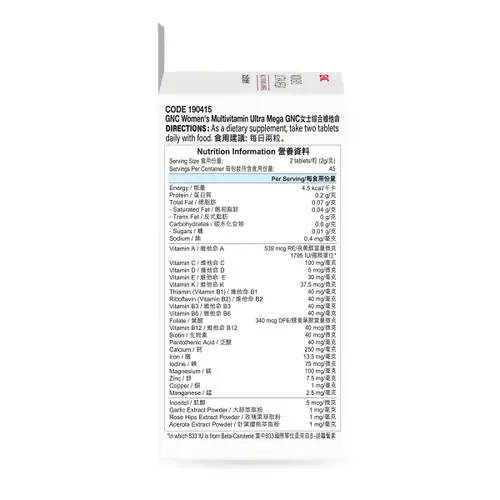 CODE 190415
GNC Women's Multivitamin Ultra Mega GNC女士綜合維他命
DIRECTIONS: As a dietary supplement, take two tablets
daily with food. 食用建議: 每日兩粒。
Nutrition Information 營養資料
Serving Size 食用份量: 2 tablets/粒 (2g/克)
Servings Per Container 每包裝所含食用份量: 45
Per Serving/每食用份量
Energy / 能量 4.5 kcal/千卡
Protein / 蛋白質 0.2 g/克
Total Fat / 總脂肪 0.07 g/克
- Saturated Fat / 飽和脂肪 0.04 g/克
- Trans Fat / 反式脂肪 0 g/克
Carbohydrates / 碳水化合物 0.8 g/克
- Sugars / 糖 0.01 g/克
Sodium / 鈉 0.4 mg/毫克
Vitamin A / 維他命 A 539 mcg RE/視黃醇當量微克
1795 IU/國際單位*
Vitamin C / 維他命 C 100 mg/毫克
Vitamin D / 維他命 D 5 mcg/微克
Vitamin E / 維他命 E 30 mg/毫克
Vitamin K / 維他命 K 37.5 mcg/微克
Thiamin (Vitamin B1) / 維他命 B1 40 mg/毫克
Riboflavin (Vitamin B2) / 維他命 B2 40 mg/毫克
Vitamin B3 / 維他命 B3 40 mg/毫克
Vitamin B6 / 維他命 B6 40 mg/毫克
Folate / 葉酸 340 mcg DFE/膳食葉酸當量微克
Vitamin B12 / 維他命 B12 40 mcg/微克
Biotin / 生物素 40 mcg/微克
Pantothenic Acid / 泛酸 40 mg/毫克
Calcium / 鈣 250 mg/毫克
Iron / 鐵 13.5 mg/毫克
Iodine / 碘 75 mcg/微克
Magnesium / 鎂 100 mg/毫克
Zinc / 鋅 7.5 mg/毫克
Copper / 銅 1 mg/毫克
Manganese / 錳 2.5 mg/毫克
Inositol / 肌醇 5 mcg/微克
Garlic Extract Powder / 大蒜萃取粉 1 mg/毫克
Rose Hips Extract Powder / 玫瑰果萃取粉 1 mg/毫克
Acerola Extract Powder / 針葉櫻桃萃取粉 1 mg/毫克
*in which 833 IU is from Beta-Carotene 當中833國際單位是來自β-胡蘿蔔素